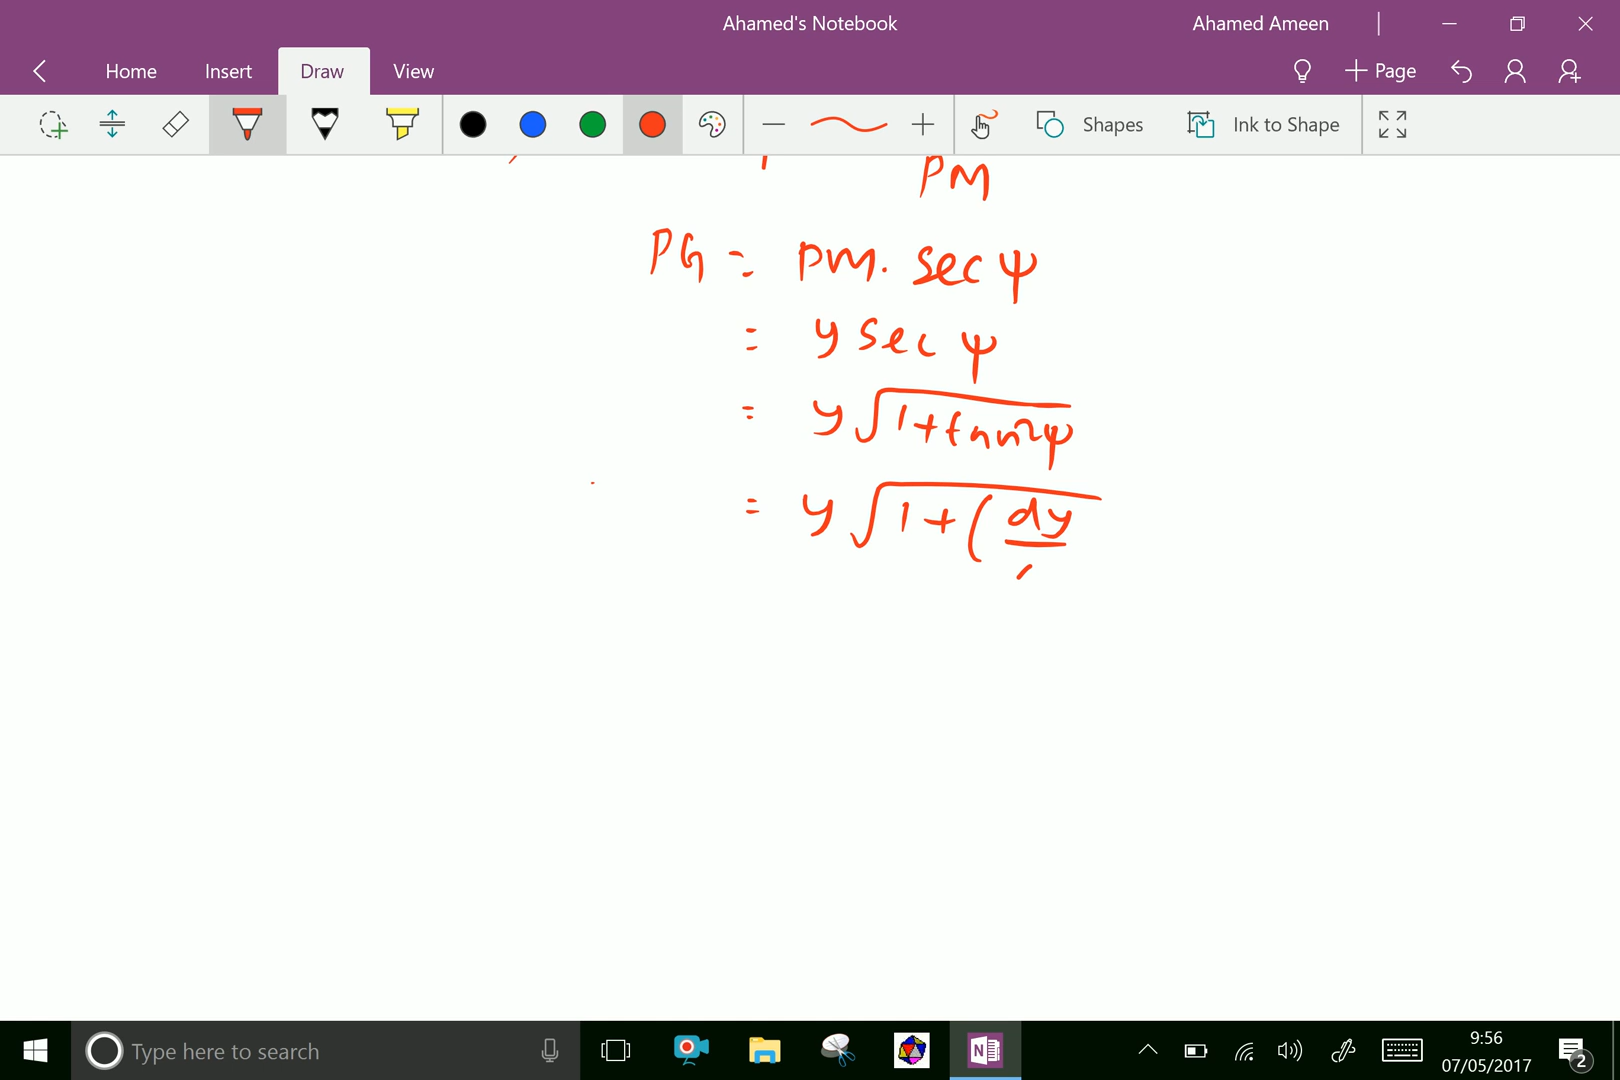 Ahamed's Notebook
Ahamed Ameen
Home Insert Draw View
Page
Shapes
Ink to Shape
PM
PG = PM. sec ψ
= y sec ψ
= y √1+tan²ψ
= y √1+(dy
Type here to search
9:56
07/05/2017
2